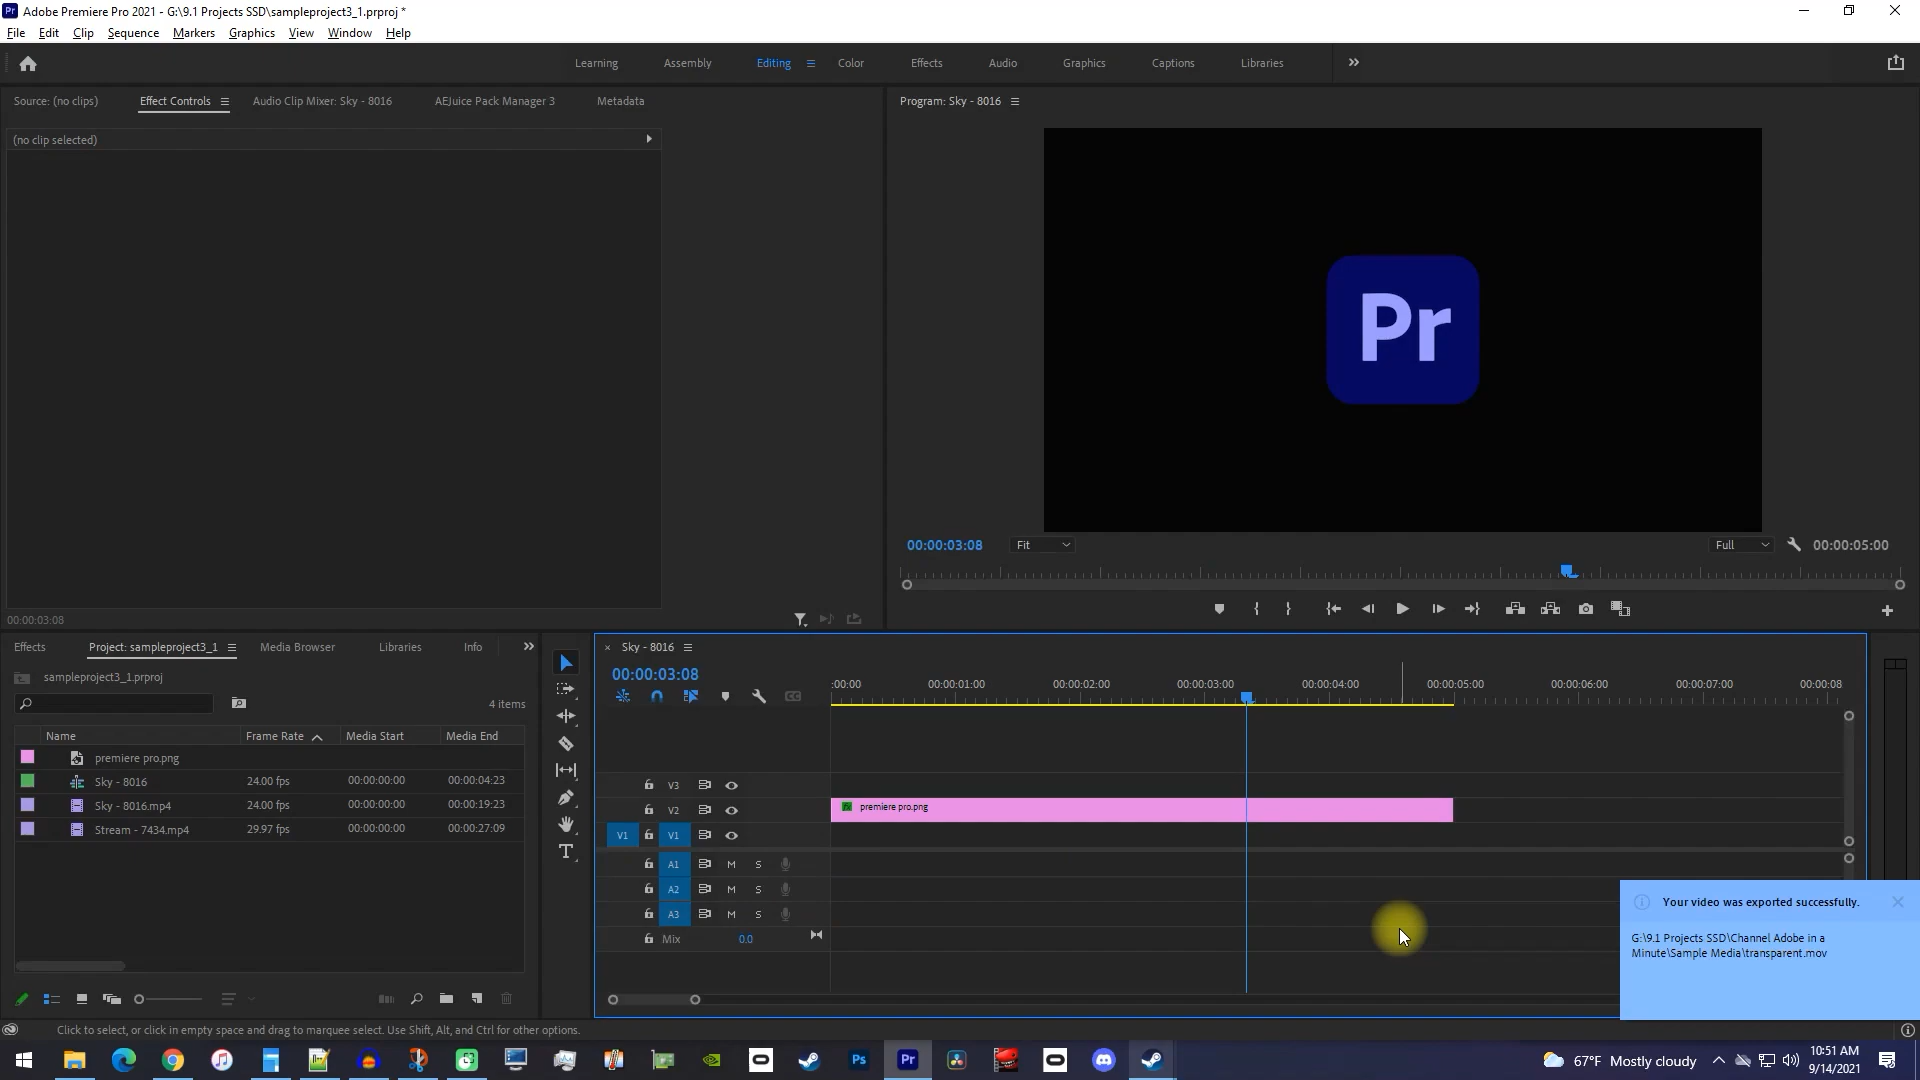 Adobe Premiere Pro 2021 - G:\9.1 Projects SSD\sampleproject3_1.prproj *
File Edit Clip Sequence Markers Graphics View Window Help
Learning Assembly Editing Color Effects Audio Graphics Captions Libraries
Source: (no clips) Effect Controls Audio Clip Mixer: Sky - 8016 AEJuice Pack Manager 3 Metadata
Program: Sky - 8016
(no clip selected)
Pr
00:00:03:08 Fit Full 00:00:05:00
00:00:03:08
Effects Project: sampleproject3_1 Media Browser Libraries Info
sampleproject3_1.prproj
4 items
Name Frame Rate Media Start Media End
premiere pro.png
Sky - 8016 24.00 fps 00:00:00:00 00:00:04:23
Sky - 8016.mp4 24.00 fps 00:00:00:00 00:00:19:23
Stream - 7434.mp4 29.97 fps 00:00:00:00 00:00:27:09
Sky - 8016
00:00:03:08
:00:00 00:00:01:00 00:00:02:00 00:00:03:00 00:00:04:00 00:00:05:00 00:00:06:00 00:00:07:00 00:00:08
V3
V2 premiere pro.png
V1 V1
A1 M S
A2 M S
A3 M S
Mix 0.0
Your video was exported successfully.
G:\9.1 Projects SSD\Channel Adobe in a
Minute\Sample Media\transparent.mov
Click to select, or click in empty space and drag to marquee select. Use Shift, Alt, and Ctrl for other options.
Ps Pr
67°F Mostly cloudy
10:51 AM
9/14/2021